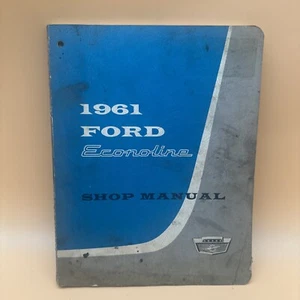 1961
FORD
Econoline
SHOP MANUAL